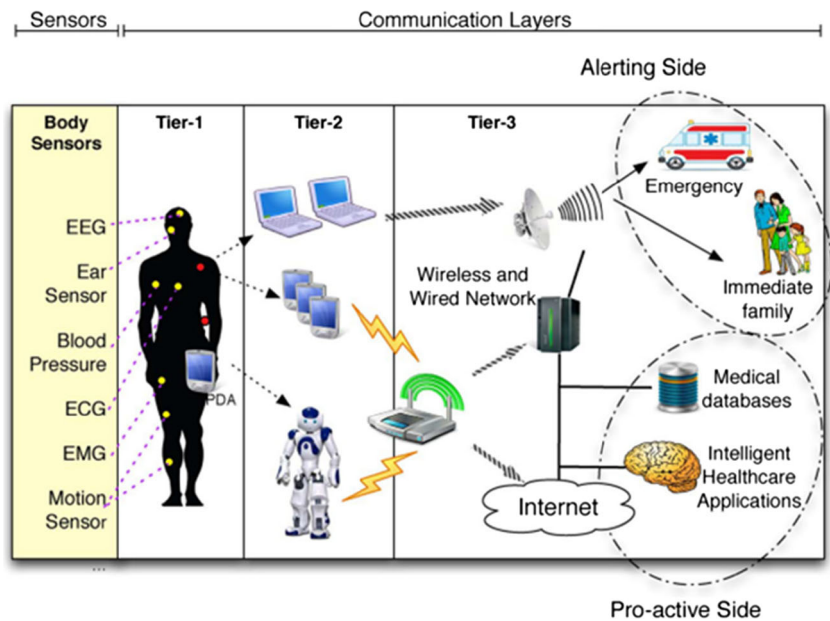 Sensors
Communication Layers
Alerting Side
Body
Sensors
Tier-1
Tier-2
Tier-3
EEG
Ear
Sensor
Blood
Pressure
ECG
EMG
Motion
Sensor
...
PDA
Wireless and
Wired Network
Emergency
Immediate
family
Medical
databases
Intelligent
Healthcare
Applications
Internet
Pro-active Side